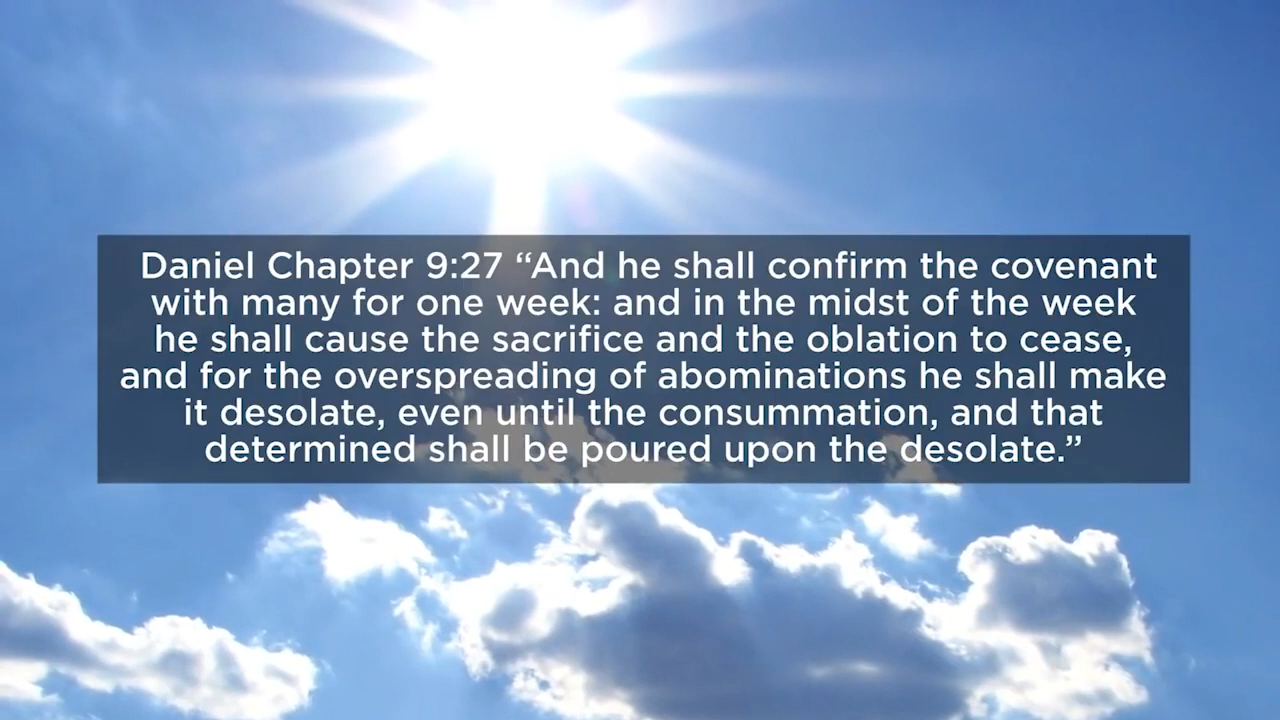 Daniel Chapter 9:27 “And he shall confirm the covenant
with many for one week: and in the midst of the week
he shall cause the sacrifice and the oblation to cease,
and for the overspreading of abominations he shall make
it desolate, even until the consummation, and that
determined shall be poured upon the desolate.”